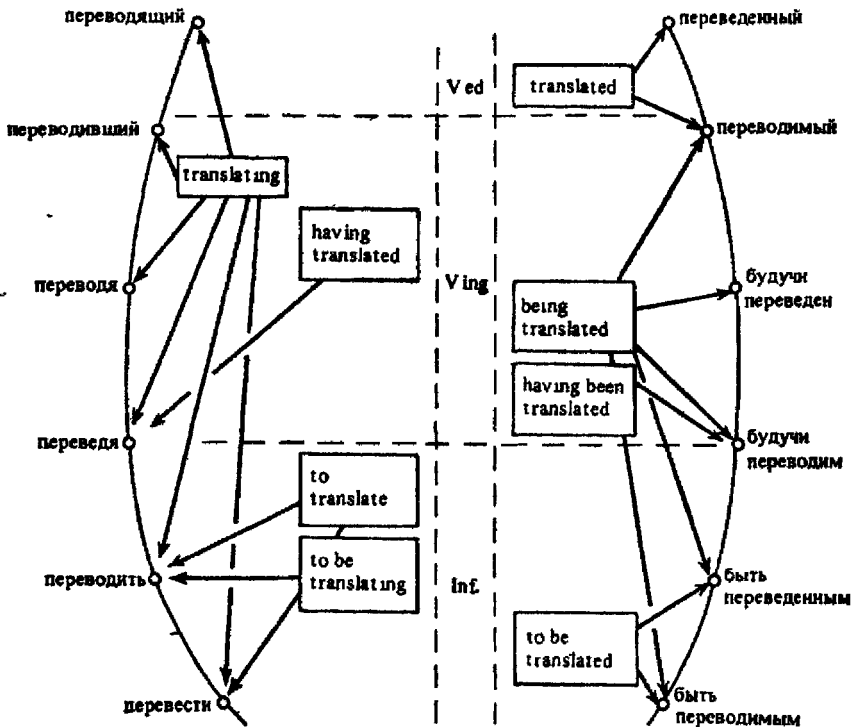 переводящий
переведенный
V ed
translated
переводивший
переводимый
translating
having
translated
переводя
V ing
being
translated
будучи
переведен
having been
translated
переведя
будучи
переводим
to
translate
to be
translating
переводить
Inf.
быть
переведенным
to be
translated
перевести
быть
переводимым